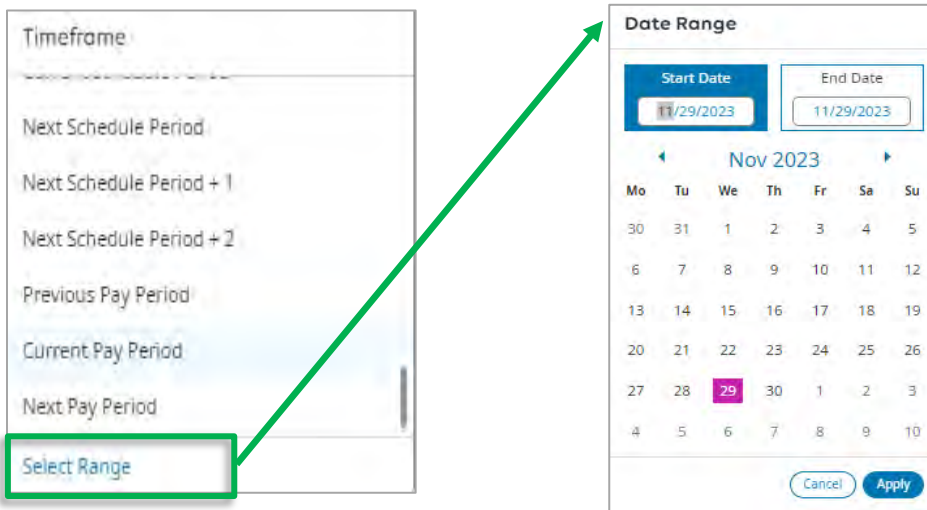 Timeframe
Next Schedule Period
Next Schedule Period + 1
Next Schedule Period + 2
Previous Pay Period
Current Pay Period
Next Pay Period
Select Range
Date Range
Start Date End Date
11/29/2023 11/29/2023
Nov 2023
Mo Tu We Th Fr Sa Su
30 31 1 2 3 4 5
6 7 8 9 10 11 12
13 14 15 16 17 18 19
20 21 22 23 24 25 26
27 28 29 30 1 2 3
4 5 6 7 8 9 10
Cancel Apply